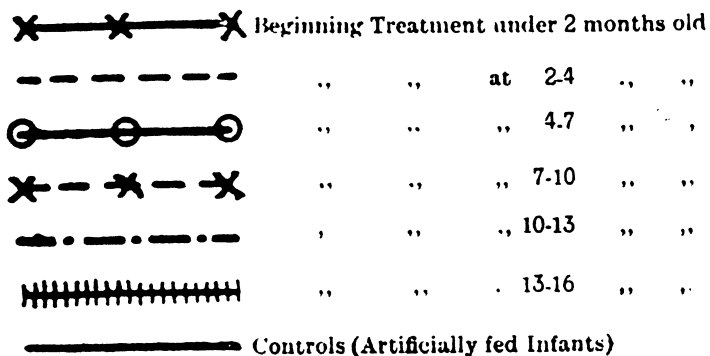 Beginning Treatment under 2 months old
,, ,, at 2-4 ,, ,,
,, ,, ,, 4-7 ,, ,
,, ,, ,, 7-10 ,, ,,
, ,, ., 10-13 ,, ,,
,, ,, . 13-16 ,, ,,
Controls (Artificially fed Infants)